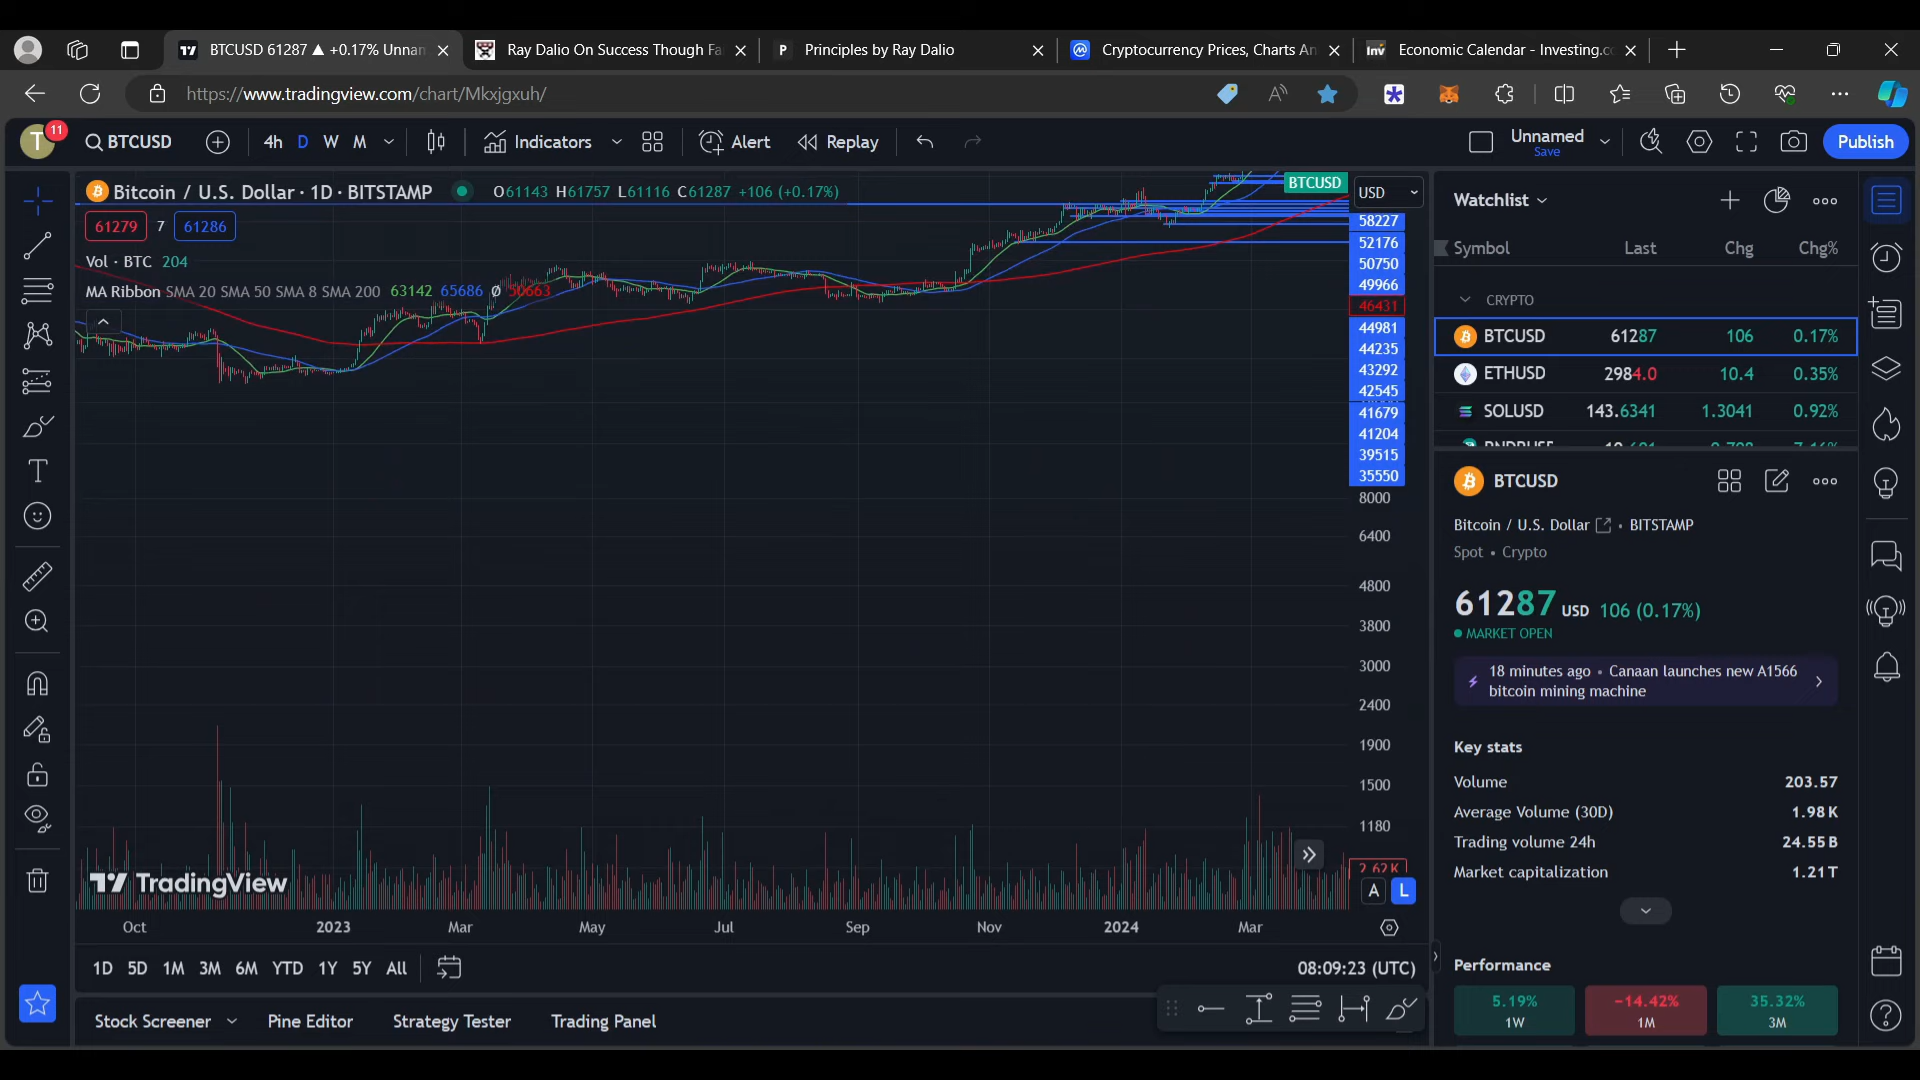 BTCUSD 61287 ▲ +0.17% Unnan
Ray Dalio On Success Though Fa
P Principles by Ray Dalio
Cryptocurrency Prices, Charts An
Inv Economic Calendar - Investing.co
https://www.tradingview.com/chart/Mkxjgxuh/
T 11 BTCUSD 4h D W M Indicators Alert Replay Unnamed Save Publish
Bitcoin / U.S. Dollar · 1D · BITSTAMP O61143 H61757 L61116 C61287 +106 (+0.17%)
BTCUSD
USD
61279 7 61286
Vol · BTC 204
MA Ribbon SMA 20 SMA 50 SMA 8 SMA 200 63142 65686 Ø 50663
58227
52176
50750
49966
46431
44981
44235
43292
42545
41679
41204
39515
35550
8000
6400
4800
3800
3000
2400
1900
1500
1180
2.62K
A L
TradingView
Oct 2023 Mar May Jul Sep Nov 2024 Mar
1D 5D 1M 3M 6M YTD 1Y 5Y All
08:09:23 (UTC)
Stock Screener Pine Editor Strategy Tester Trading Panel
Watchlist
Symbol Last Chg Chg%
CRYPTO
BTCUSD 61287 106 0.17%
ETHUSD 2984.0 10.4 0.35%
SOLUSD 143.6341 1.3041 0.92%
BTCUSD
Bitcoin / U.S. Dollar • BITSTAMP
Spot • Crypto
61287 USD 106 (0.17%)
MARKET OPEN
18 minutes ago • Canaan launches new A1566
bitcoin mining machine
Key stats
Volume 203.57
Average Volume (30D) 1.98K
Trading volume 24h 24.55B
Market capitalization 1.21T
Performance
5.19% −14.42% 35.32%
1W 1M 3M